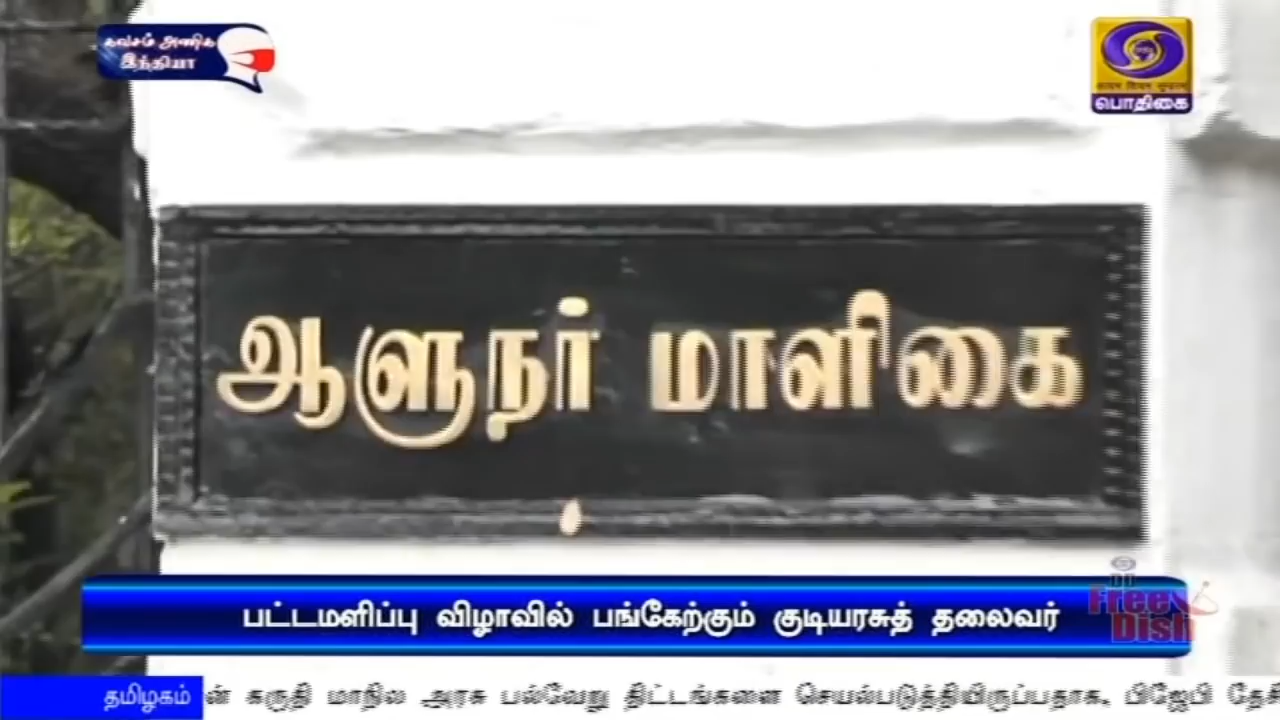 கவசம் அணிக
இந்தியா
பொதிகை
ஆளுநர் மாளிகை
பட்டமளிப்பு விழாவில் பங்கேற்கும் குடியரசுத் தலைவர்
DD
Free
Dish
தமிழகம் ன் கருதி மாநில அரசு பல்வேறு திட்டங்களை செயல்படுத்தியிருப்பதாக, பிஜேபி தேசி